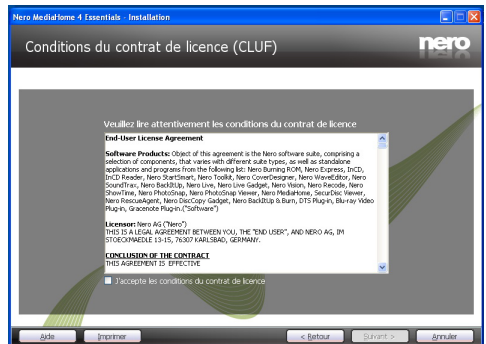 Nero MediaHome 4 Essentials - Installation
Conditions du contrat de licence (CLUF)
nero
Veuillez lire attentivement les conditions du contrat de licence
End-User License Agreement
Software Products: Object of this agreement is the Nero software suite, comprising a
selection of components, that varies with different suite types, as well as standalone
applications and programs from the following list: Nero Burning ROM, Nero Express, InCD,
InCD Reader, Nero StartSmart, Nero Toolkit, Nero CoverDesigner, Nero WaveEditor, Nero
SoundTrax, Nero BackItUp, Nero Live, Nero Live Gadget, Nero Vision, Nero Recode, Nero
ShowTime, Nero PhotoSnap, Nero PhotoSnap Viewer, Nero MediaHome, SecurDisc Viewer,
Nero RescueAgent, Nero DiscCopy Gadget, Nero BackItUp & Burn, DTS Plug-in, Blu-ray Video
Plug-in, Gracenote Plug-in.("Software")
Licensor: Nero AG ("Nero")
THIS IS A LEGAL AGREEMENT BETWEEN YOU, THE "END USER", AND NERO AG, IM
STOECKMAEDLE 13-15, 76307 KARLSBAD, GERMANY.
CONCLUSION OF THE CONTRACT
THIS AGREEMENT IS EFFECTIVE
J'accepte les conditions du contrat de licence
Aide
Imprimer
< Retour
Suivant >
Annuler